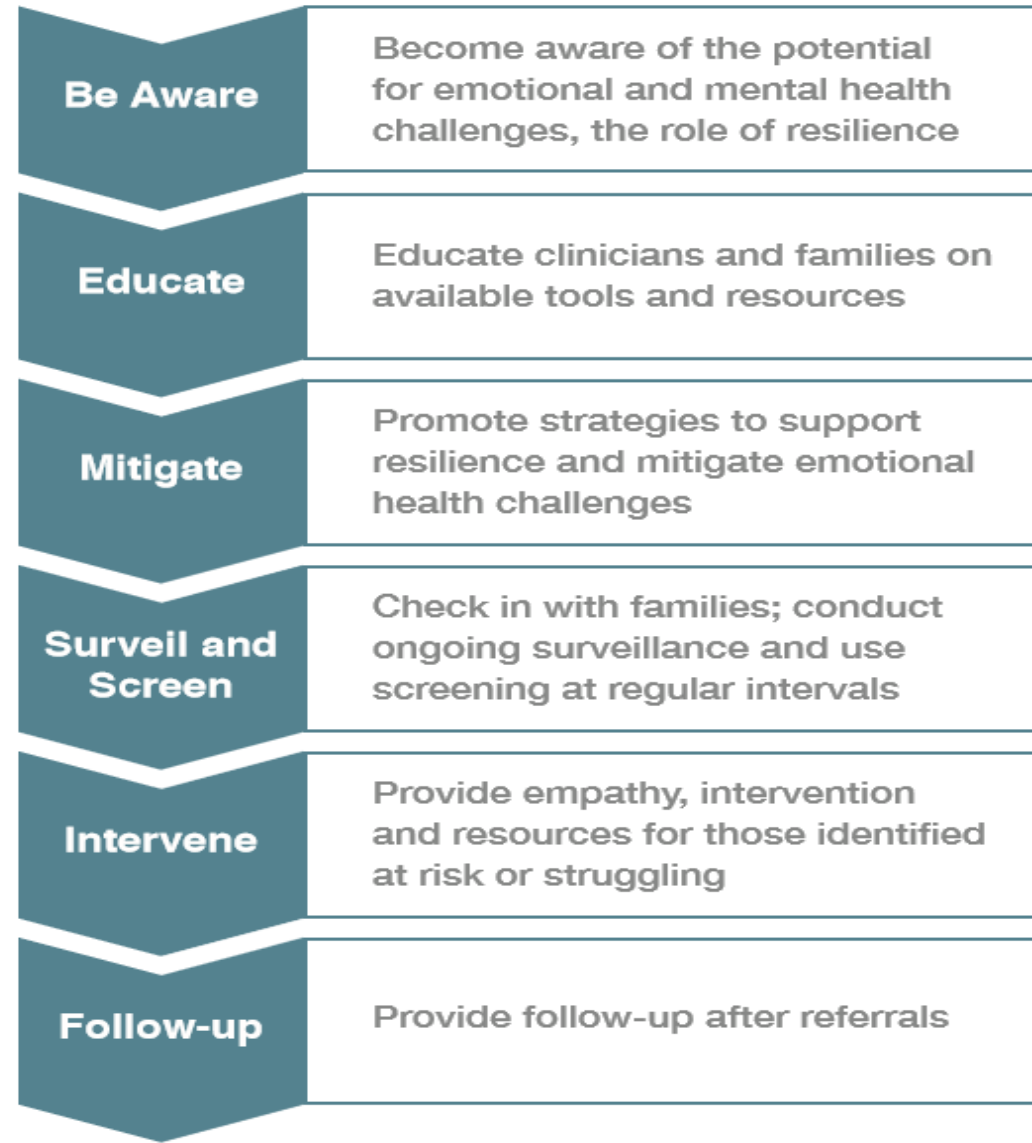 Be Aware
Become aware of the potential
for emotional and mental health
challenges, the role of resilience
Educate
Educate clinicians and families on
available tools and resources
Mitigate
Promote strategies to support
resilience and mitigate emotional
health challenges
Surveil and
Screen
Check in with families; conduct
ongoing surveillance and use
screening at regular intervals
Intervene
Provide empathy, intervention
and resources for those identified
at risk or struggling
Follow-up
Provide follow-up after referrals